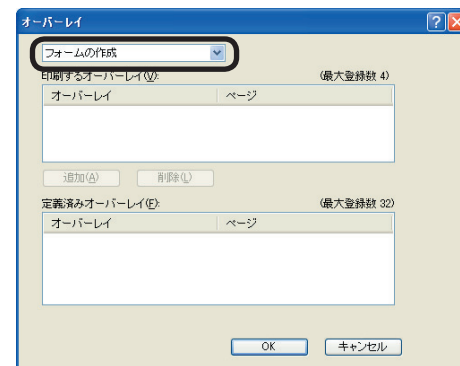 オーバーレイ
フォームの作成
印刷するオーバーレイ(V): (最大登録数 4)
オーバーレイ ページ
追加(A) 削除(L)
定義済みオーバーレイ(F): (最大登録数 32)
オーバーレイ ページ
OK キャンセル